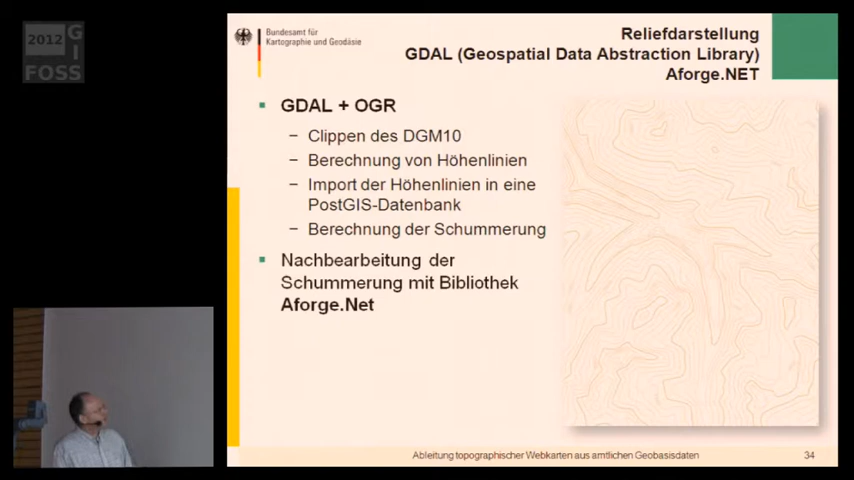 2012
GI
FOSS
Bundesamt für
Kartographie und Geodäsie
Reliefdarstellung
GDAL (Geospatial Data Abstraction Library)
Aforge.NET
GDAL + OGR
– Clippen des DGM10
– Berechnung von Höhenlinien
– Import der Höhenlinien in eine
PostGIS-Datenbank
– Berechnung der Schummerung
Nachbearbeitung der
Schummerung mit Bibliothek
Aforge.Net
Ableitung topographischer Webkarten aus amtlichen Geobasisdaten
34